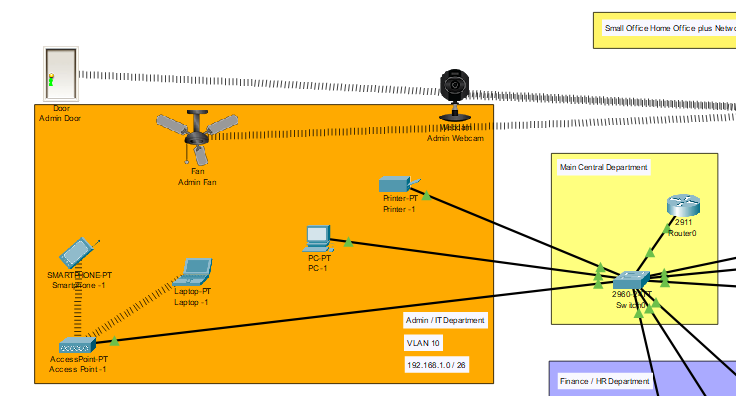 Small Office Home Office plus Netwo
Door
Admin Door
Webcam
Admin Webcam
Fan
Admin Fan
Main Central Department
Printer-PT
Printer -1
2911
Router0
PC-PT
PC -1
SMARTPHONE-PT
Smartphone -1
Laptop-PT
Laptop -1
Switch0
Admin / IT Department
VLAN 10
192.168.1.0 / 26
AccessPoint-PT
Access Point -1
Finance / HR Department